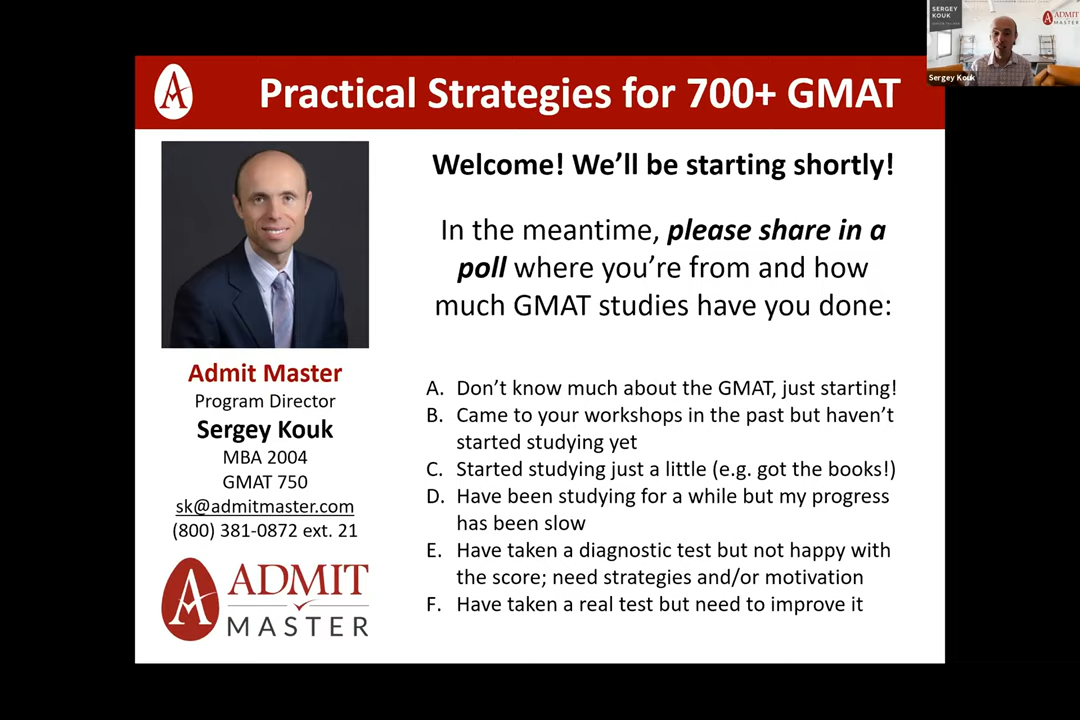 Practical Strategies for 700+ GMAT
Welcome! We'll be starting shortly!
In the meantime, please share in a
poll where you're from and how
much GMAT studies have you done:
Admit Master
Program Director
Sergey Kouk
MBA 2004
GMAT 750
sk@admitmaster.com
(800) 381-0872 ext. 21
ADMIT
MASTER
A. Don't know much about the GMAT, just starting!
B. Came to your workshops in the past but haven't
started studying yet
C. Started studying just a little (e.g. got the books!)
D. Have been studying for a while but my progress
has been slow
E. Have taken a diagnostic test but not happy with
the score; need strategies and/or motivation
F. Have taken a real test but need to improve it
SERGEY
KOUK
ADMIT
MASTER
Sergey Kouk